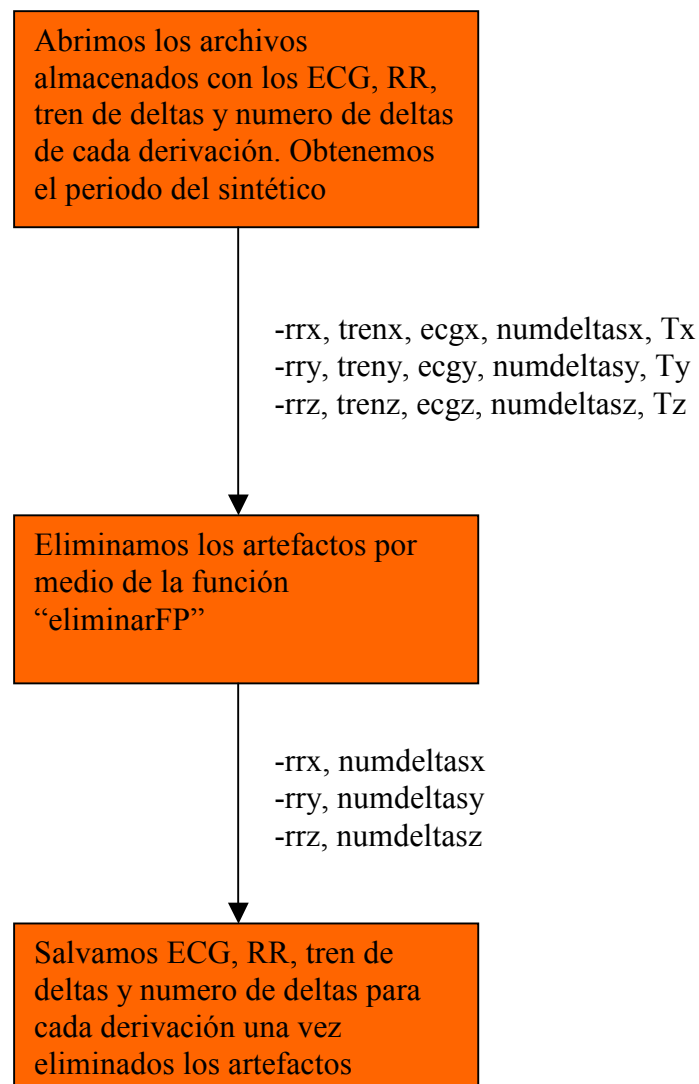 Abrimos los archivos
almacenados con los ECG, RR,
tren de deltas y numero de deltas
de cada derivación. Obtenemos
el periodo del sintético
-rrx, trenx, ecgx, numdeltasx, Tx
-rry, treny, ecgy, numdeltasy, Ty
-rrz, trenz, ecgz, numdeltasz, Tz
Eliminamos los artefactos por
medio de la función
“eliminarFP”
-rrx, numdeltasx
-rry, numdeltasy
-rrz, numdeltasz
Salvamos ECG, RR, tren de
deltas y numero de deltas para
cada derivación una vez
eliminados los artefactos